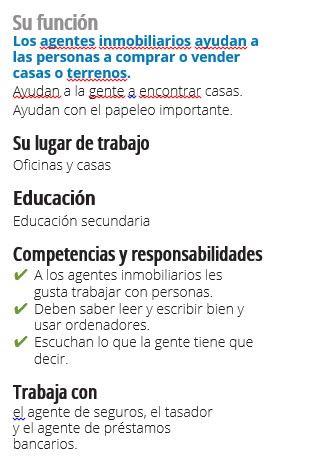 Su función
Los agentes inmobiliarios ayudan a
las personas a comprar o vender
casas o terrenos.
Ayudan a la gente a encontrar casas.
Ayudan con el papeleo importante.
Su lugar de trabajo
Oficinas y casas
Educación
Educación secundaria
Competencias y responsabilidades
✔ A los agentes inmobiliarios les
gusta trabajar con personas.
✔ Deben saber leer y escribir bien y
usar ordenadores.
✔ Escuchan lo que la gente tiene que
decir.
Trabaja con
el agente de seguros, el tasador
y el agente de préstamos
bancarios.